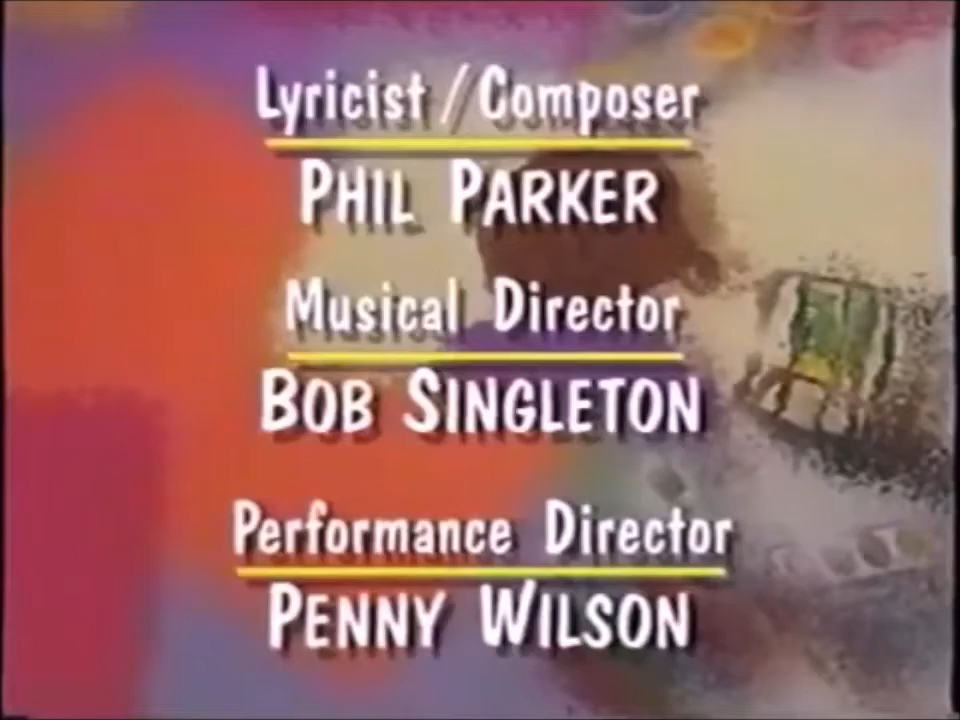 Lyricist / Composer
PHIL PARKER
Musical Director
BOB SINGLETON
Performance Director
PENNY WILSON